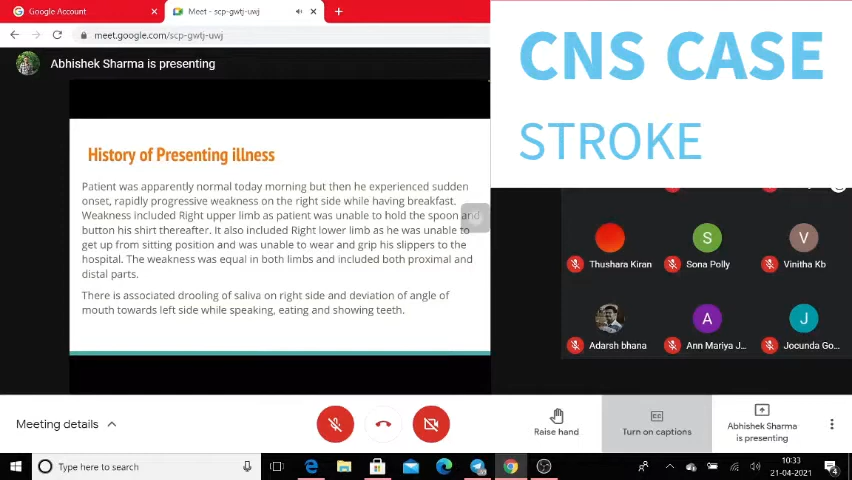 Google Account
Meet - scp-gwtj-uwj
meet.google.com/scp-gwtj-uwj
Abhishek Sharma is presenting
CNS CASE
STROKE
History of Presenting illness
Patient was apparently normal today morning but then he experienced sudden
onset, rapidly progressive weakness on the right side while having breakfast.
Weakness included Right upper limb as patient was unable to hold the spoon and
button his shirt thereafter. It also included Right lower limb as he was unable to
get up from sitting position and was unable to wear and grip his slippers to the
hospital. The weakness was equal in both limbs and included both proximal and
distal parts.
There is associated drooling of saliva on right side and deviation of angle of
mouth towards left side while speaking, eating and showing teeth.
S
V
Thushara Kiran
Sona Polly
Vinitha Kb
A
J
Adarsh bhana
Ann Mariya J...
Jocunda Go...
Meeting details
Raise hand
Turn on captions
Abhishek Sharma
is presenting
Type here to search
10:33
21-04-2021
4